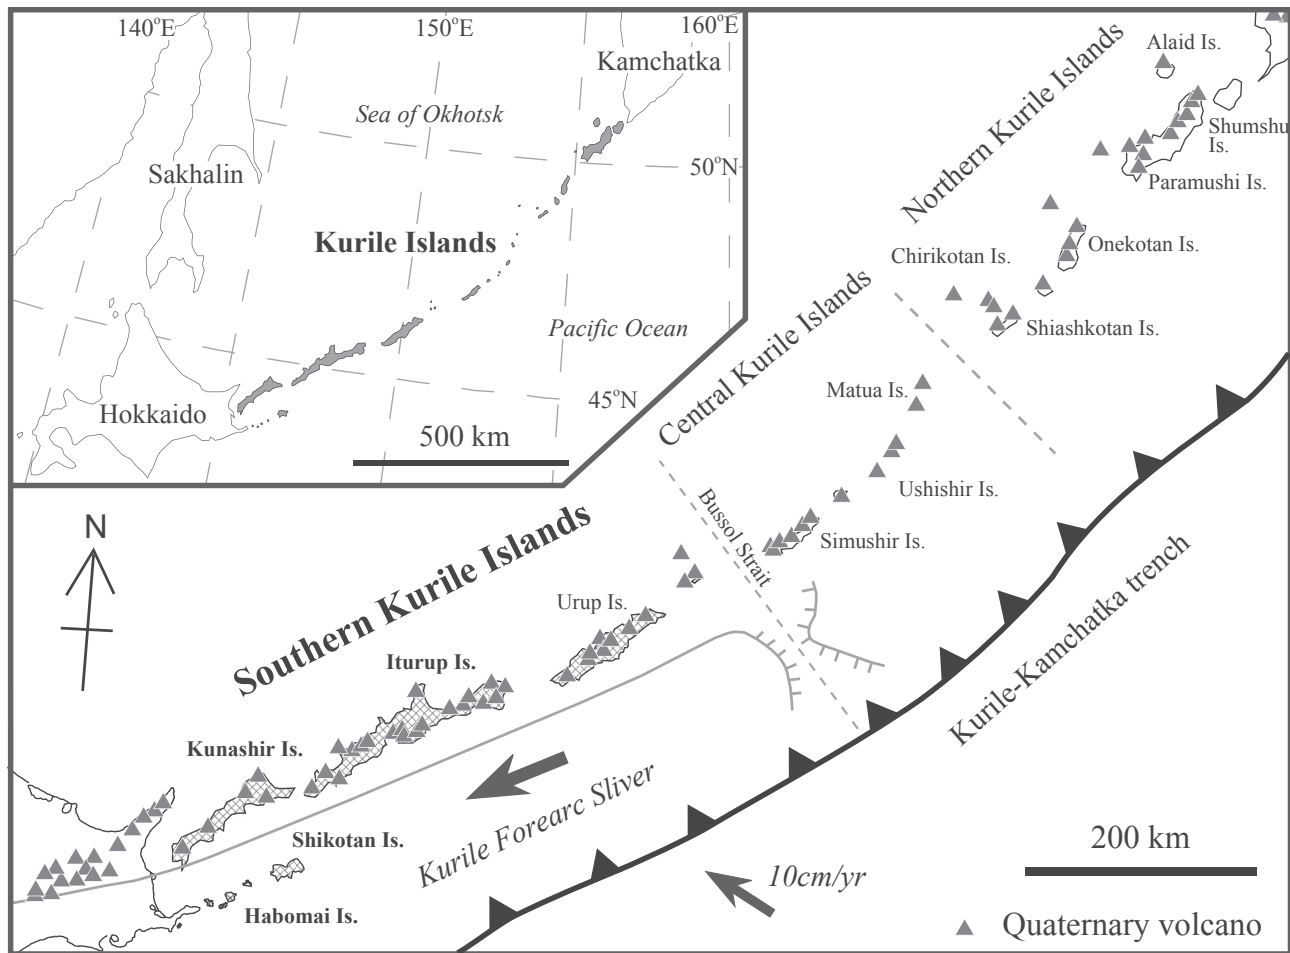 140°E
150°E
160°E
Kamchatka
Sea of Okhotsk
Sakhalin
50°N
Kurile Islands
Pacific Ocean
Hokkaido
45°N
500 km
Northern Kurile Islands
Alaid Is.
Shumshu
Is.
Paramushi Is.
Onekotan Is.
Chirikotan Is.
Shiashkotan Is.
Central Kurile Islands
Matua Is.
Ushishir Is.
Simushir Is.
Bussol Strait
N
Southern Kurile Islands
Urup Is.
Iturup Is.
Kunashir Is.
Shikotan Is.
Habomai Is.
Kurile Forearc Sliver
Kurile-Kamchatka trench
10cm/yr
200 km
Quaternary volcano